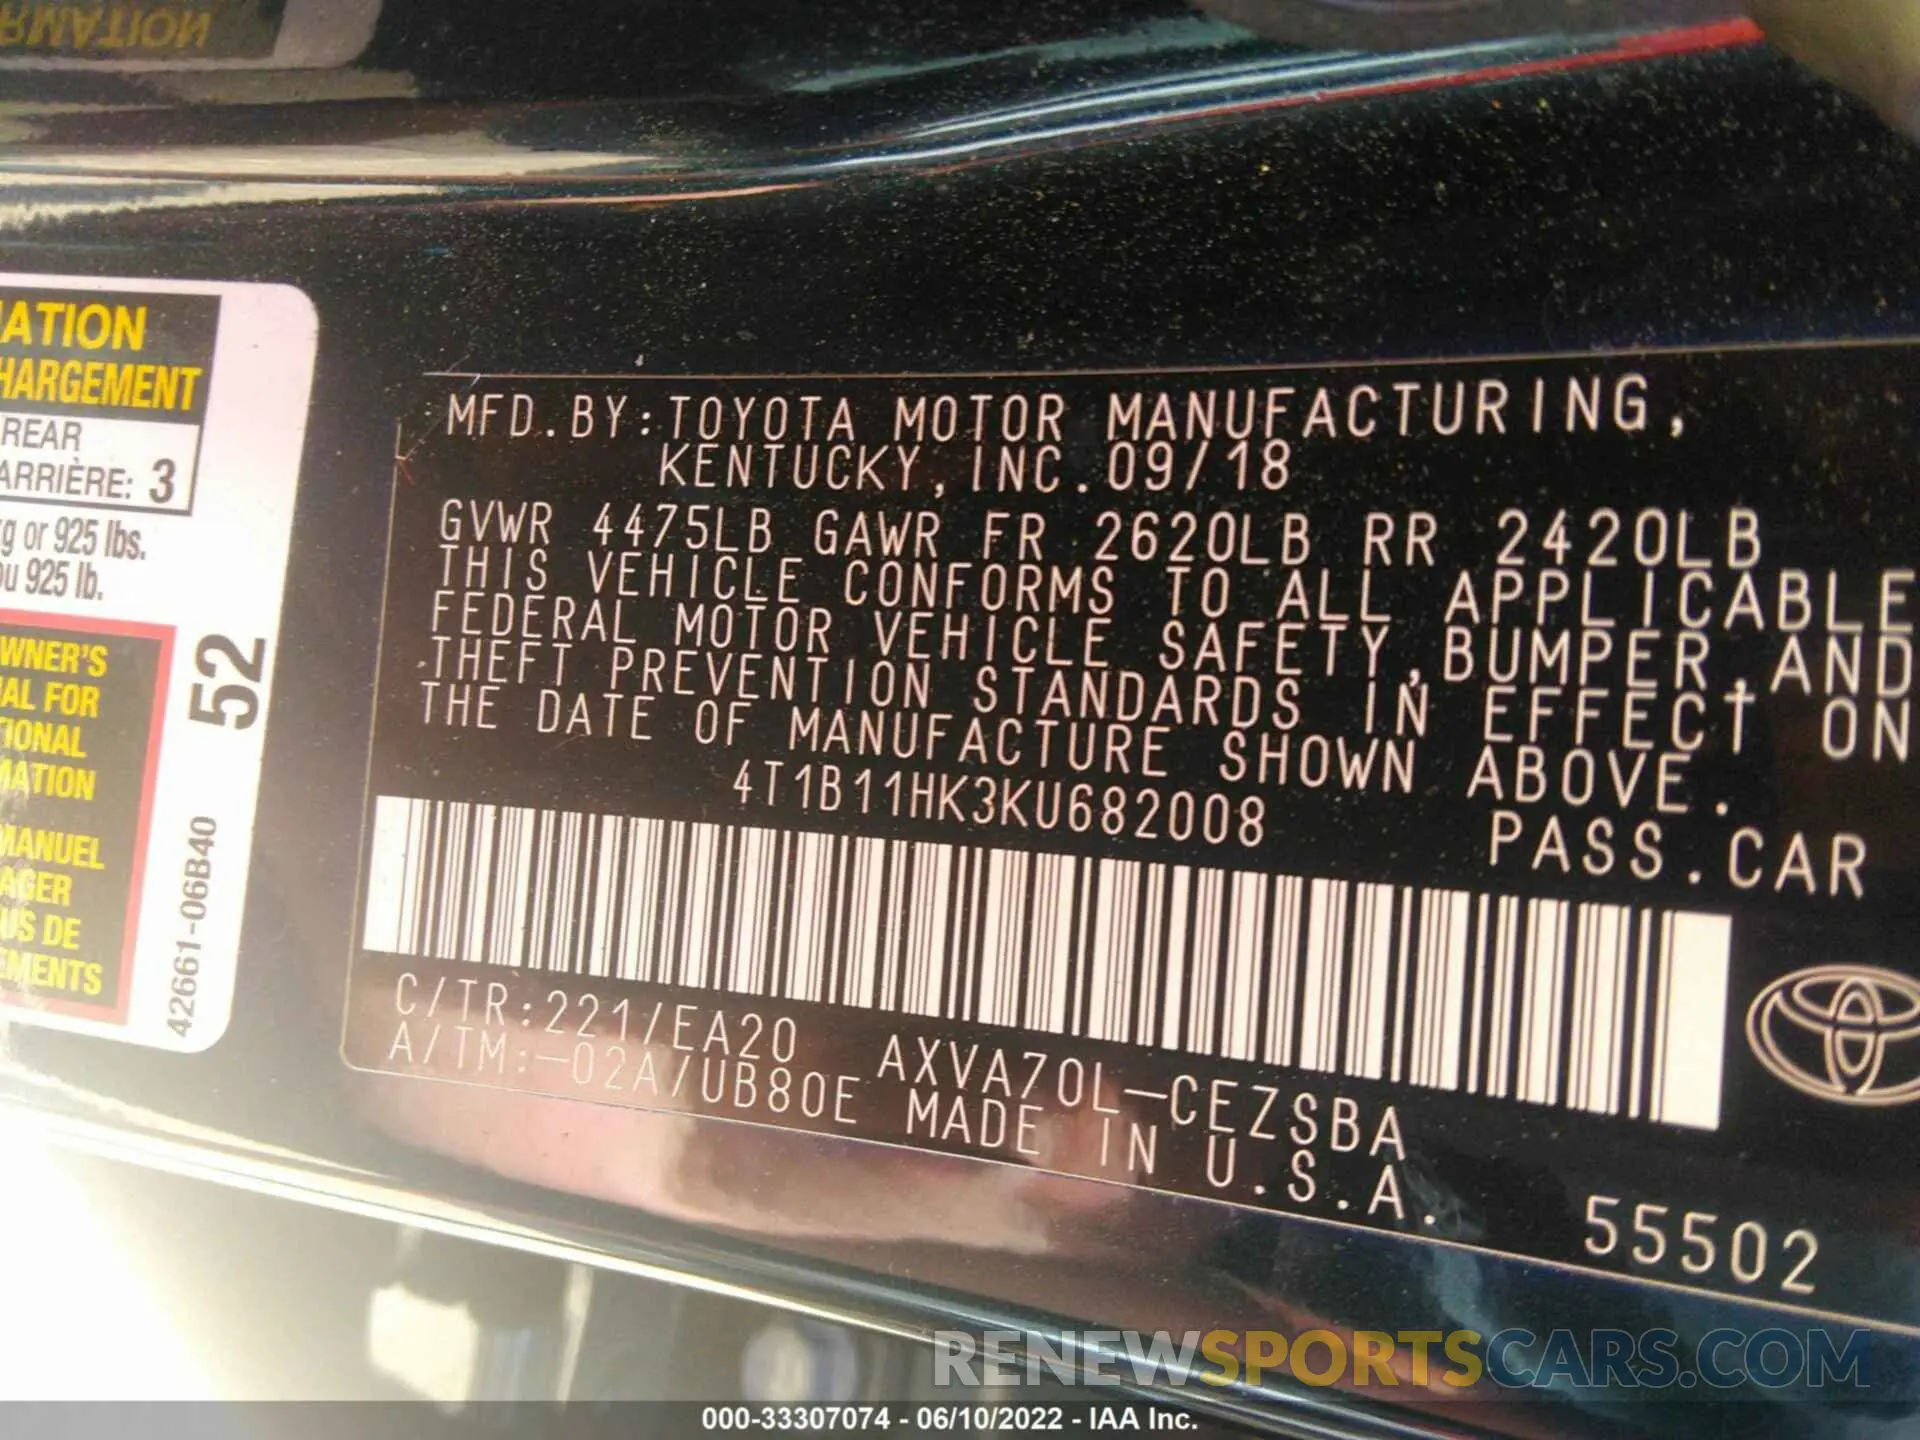 RMATION
MATION
HARGEMENT
REAR
ARRIÈRE: 3
kg or 925 lbs.
ou 925 lb.
WNER'S
AL FOR
TIONAL
MATION
MANUEL
AGER
US DE
EMENTS
52
42661-06B40
MFD.BY:TOYOTA MOTOR MANUFACTURING,
KENTUCKY,INC.09/18
GVWR 4475LB GAWR FR 2620LB RR 2420LB
THIS VEHICLE CONFORMS TO ALL APPLICABLE
FEDERAL MOTOR VEHICLE SAFETY,BUMPER,AND
THEFT PREVENTION STANDARDS IN EFFECT ON
THE DATE OF MANUFACTURE SHOWN ABOVE.
4T1B11HK3KU682008
PASS.CAR
C/TR:221/EA20 AXVA70L-CEZSBA
A/TM:-02A/UB80E MADE IN U.S.A.
55502
RENEWSPORTSCARS.COM
000-33307074 - 06/10/2022 - IAA Inc.